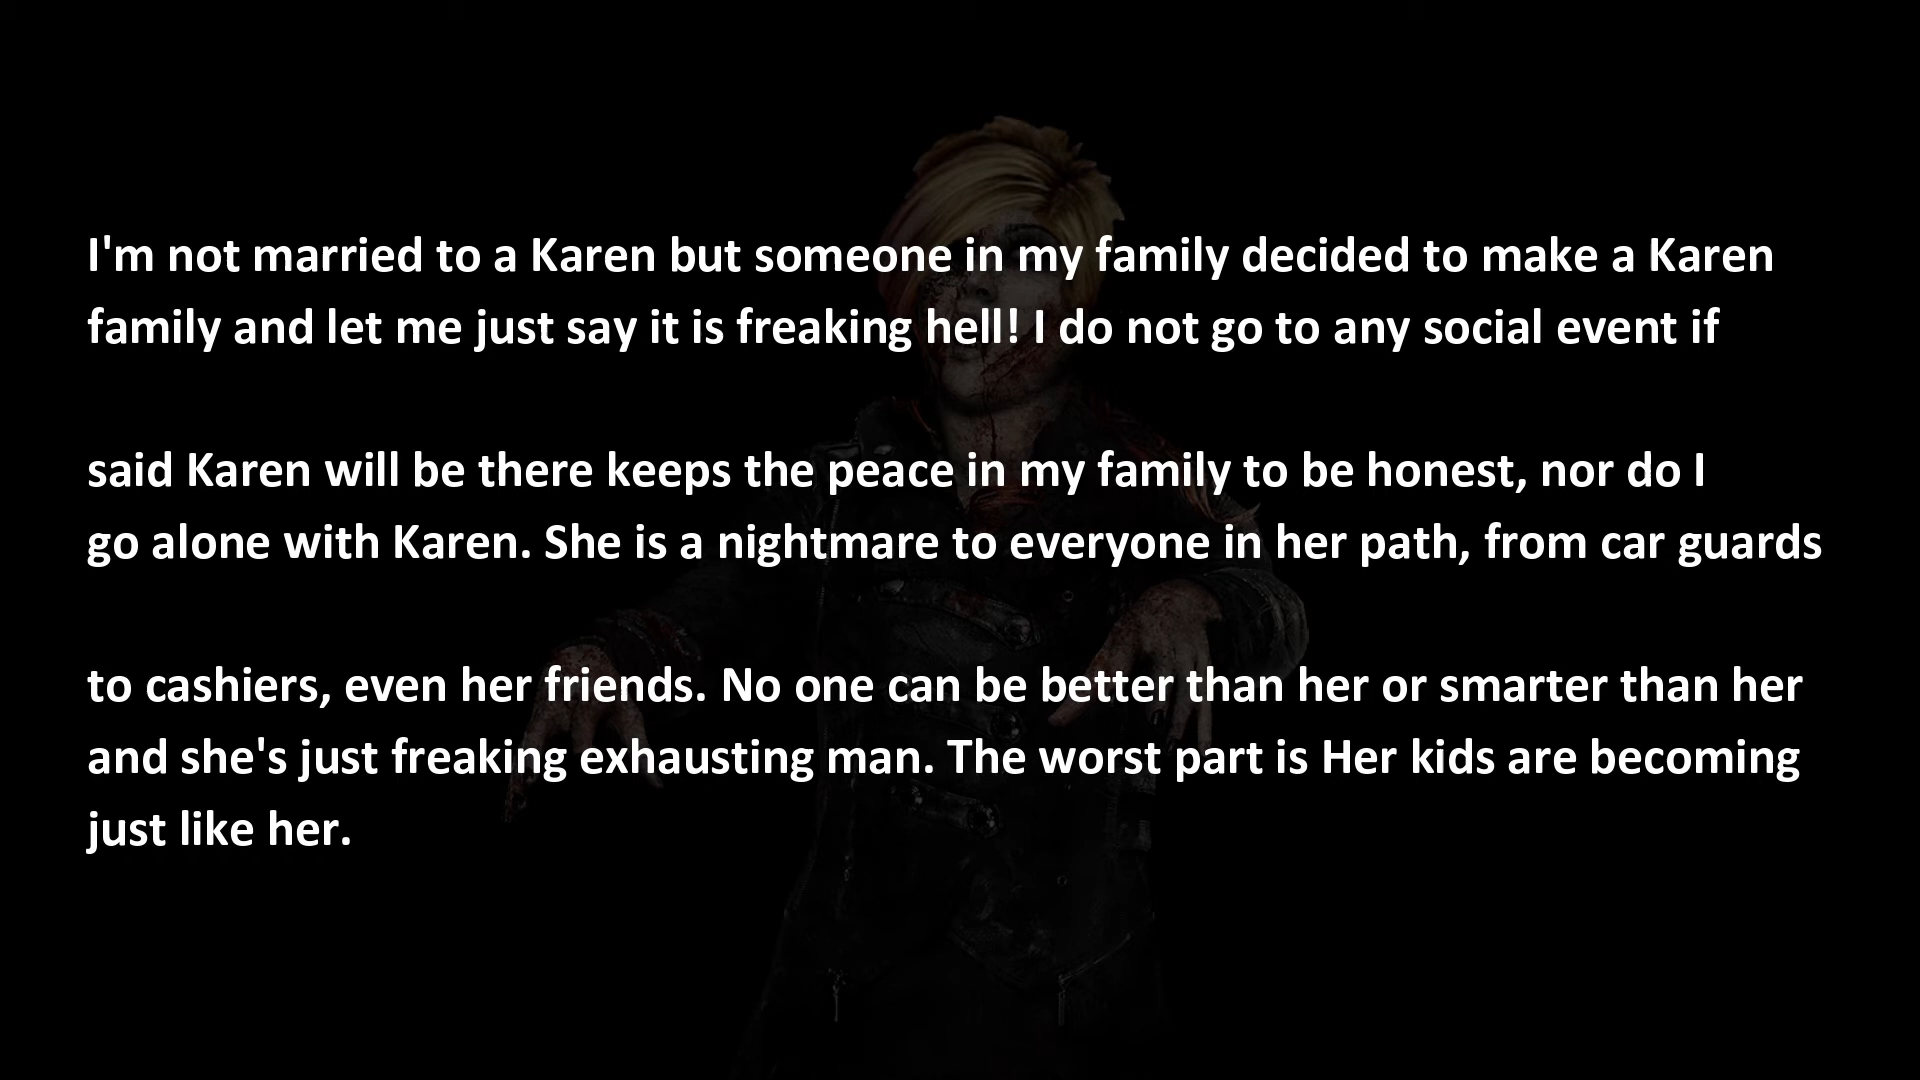 I'm not married to a Karen but someone in my family decided to make a Karen
family and let me just say it is freaking hell! I do not go to any social event if
said Karen will be there keeps the peace in my family to be honest, nor do I
go alone with Karen. She is a nightmare to everyone in her path, from car guards
to cashiers, even her friends. No one can be better than her or smarter than her
and she's just freaking exhausting man. The worst part is Her kids are becoming
just like her.